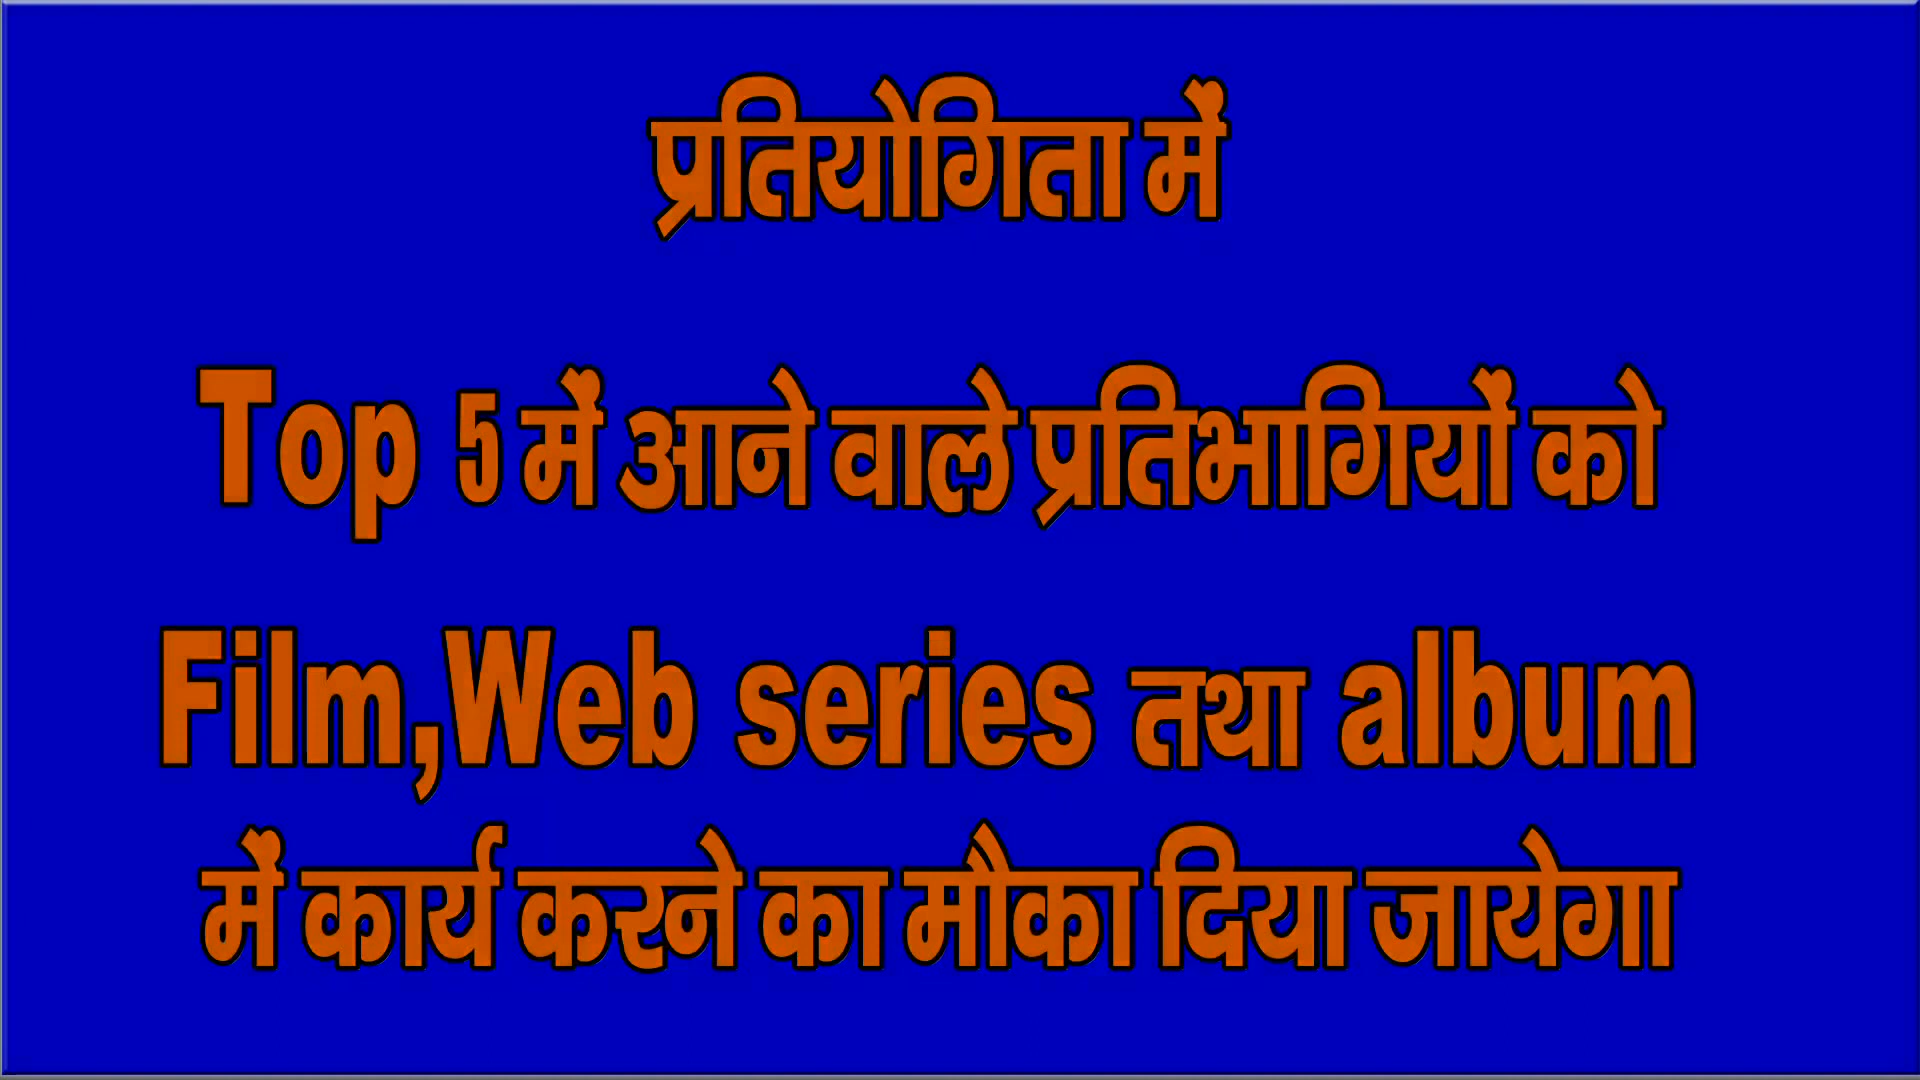 प्रतियोगिता में
Top 5 में आने वाले प्रतिभागियों को
Film,Web series तथा album
में कार्य करने का मौका दिया जायेगा